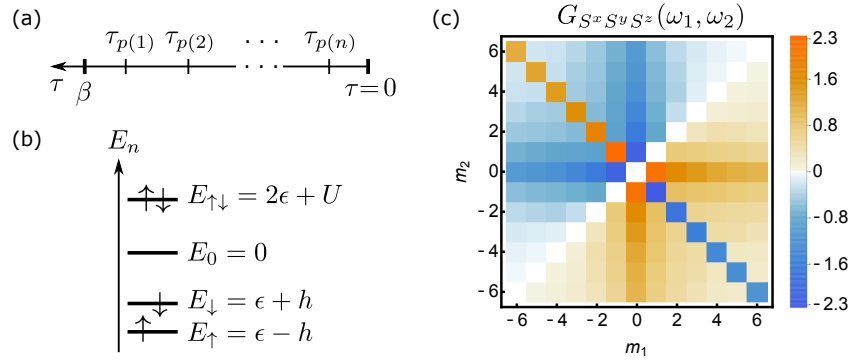 (a)
τ_{p(1)} τ_{p(2)} · · · τ_{p(n)}
τ β · · · τ=0
(b)
E_n
↑↓ E_{↑↓} = 2ϵ + U
E_0 = 0
↓ E_↓ = ϵ + h
↑ E_↑ = ϵ − h
(c)
G_{S^x S^y S^z}(ω_1, ω_2)
m_2
6
4
2
0
-2
-4
-6
-6 -4 -2 0 2 4 6
m_1
2.3
1.6
0.8
0
-0.8
-1.6
-2.3